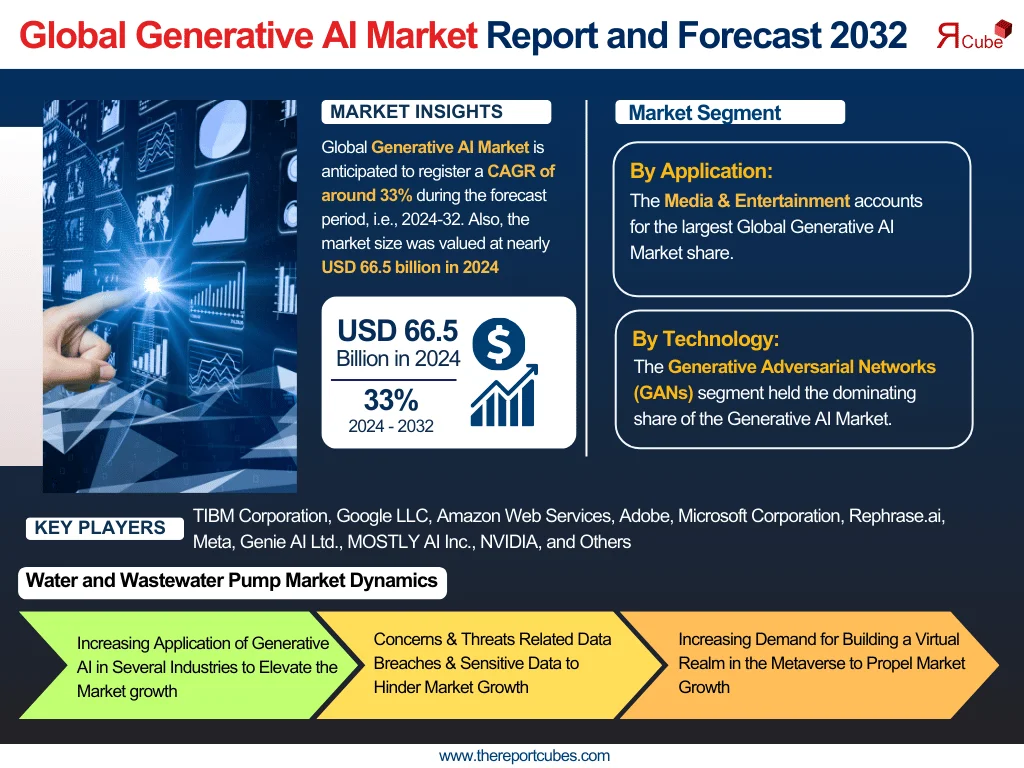 Global Generative AI Market Report and Forecast 2032
ЯCube
MARKET INSIGHTS
Global Generative AI Market is
anticipated to register a CAGR of
around 33% during the forecast
period, i.e., 2024-32. Also, the
market size was valued at nearly
USD 66.5 billion in 2024
USD 66.5
Billion in 2024
33%
2024 - 2032
$
Market Segment
By Application:
The Media & Entertainment accounts
for the largest Global Generative AI
Market share.
By Technology:
The Generative Adversarial Networks
(GANs) segment held the dominating
share of the Generative AI Market.
KEY PLAYERS
TIBM Corporation, Google LLC, Amazon Web Services, Adobe, Microsoft Corporation, Rephrase.ai,
Meta, Genie AI Ltd., MOSTLY AI Inc., NVIDIA, and Others
Water and Wastewater Pump Market Dynamics
Increasing Application of Generative
AI in Several Industries to Elevate the
Market growth
Concerns & Threats Related Data
Breaches & Sensitive Data to
Hinder Market Growth
Increasing Demand for Building a Virtual
Realm in the Metaverse to Propel Market
Growth
www.thereportcubes.com